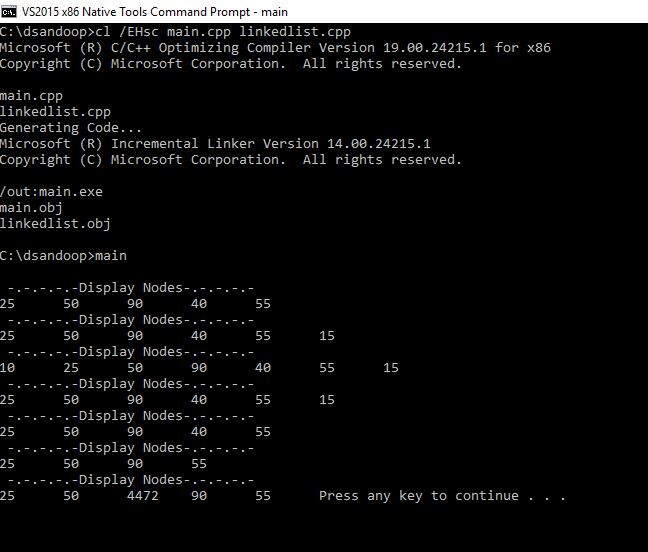 VS2015 x86 Native Tools Command Prompt - main
C:\dsandoop>cl /EHsc main.cpp linkedlist.cpp
Microsoft (R) C/C++ Optimizing Compiler Version 19.00.24215.1 for x86
Copyright (C) Microsoft Corporation.  All rights reserved.
main.cpp
linkedlist.cpp
Generating Code...
Microsoft (R) Incremental Linker Version 14.00.24215.1
Copyright (C) Microsoft Corporation.  All rights reserved.
/out:main.exe
main.obj
linkedlist.obj
C:\dsandoop>main
-.-.-.-.-Display Nodes-.-.-.-.-
25 50 90 40 55
-.-.-.-.-Display Nodes-.-.-.-.-
25 50 90 40 55 15
-.-.-.-.-Display Nodes-.-.-.-.-
10 25 50 90 40 55 15
-.-.-.-.-Display Nodes-.-.-.-.-
25 50 90 40 55 15
-.-.-.-.-Display Nodes-.-.-.-.-
25 50 90 40 55
-.-.-.-.-Display Nodes-.-.-.-.-
25 50 90 55
-.-.-.-.-Display Nodes-.-.-.-.-
25 50 4472 90 55 Press any key to continue . . .